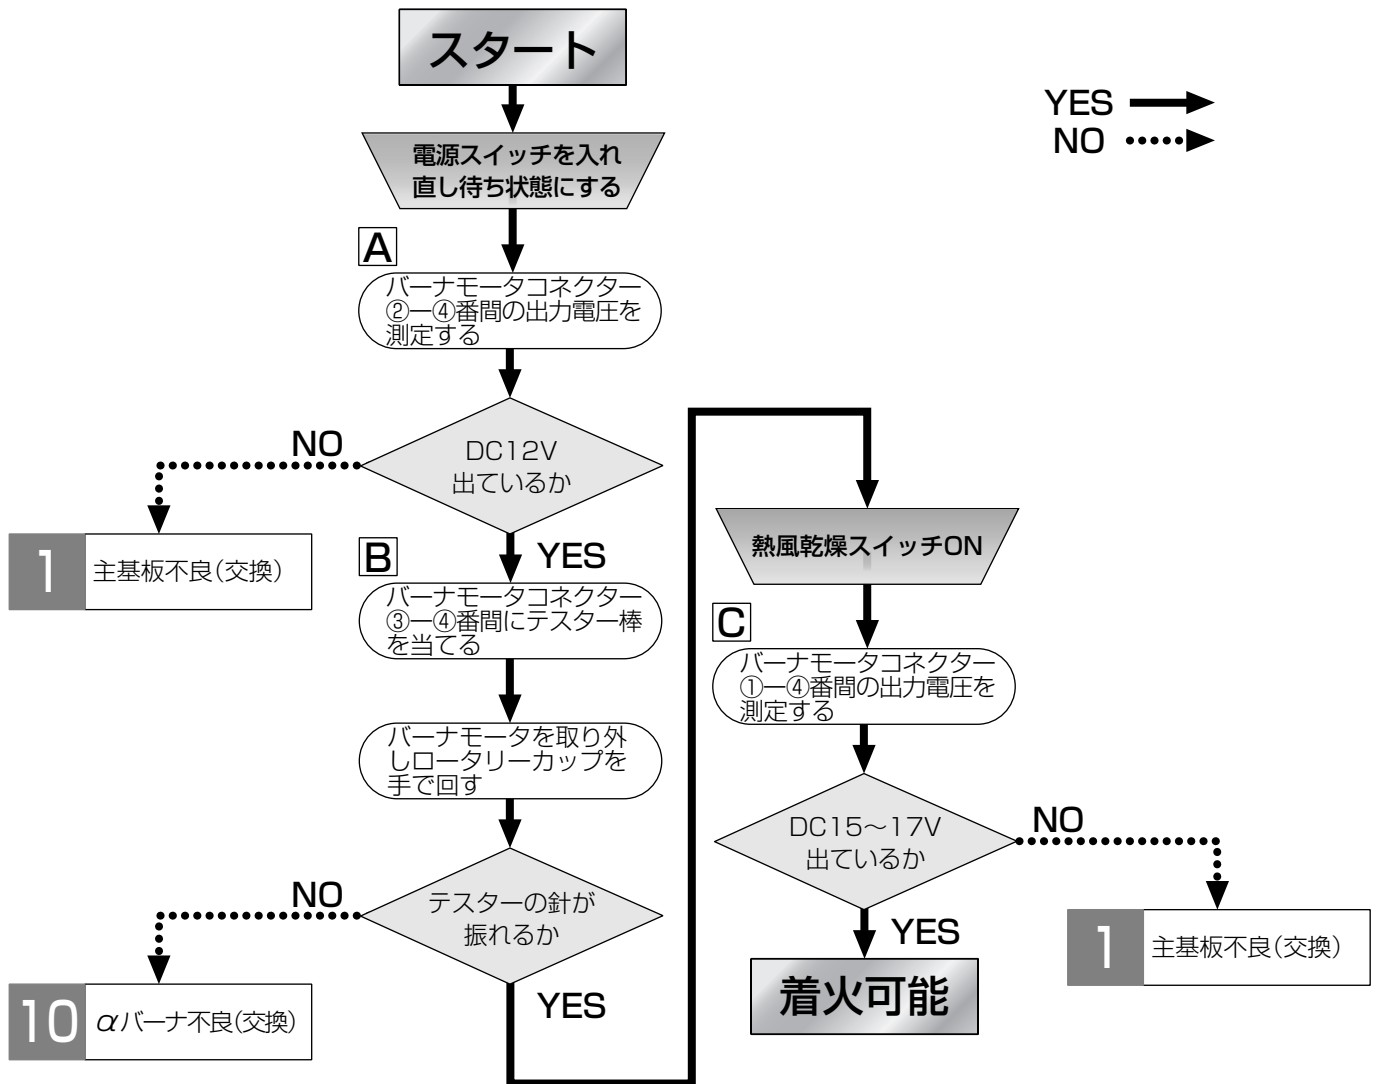 スタート
YES
NO
電源スイッチを入れ
直し待ち状態にする
A
バーナモータコネクター
②ー④番間の出力電圧を
測定する
DC12V
出ているか
NO
1
主基板不良(交換)
YES
B
バーナモータコネクター
③ー④番間にテスター棒
を当てる
バーナモータを取り外
しロータリーカップを
手で回す
テスターの針が
振れるか
NO
10
αバーナ不良(交換)
YES
熱風乾燥スイッチON
C
バーナモータコネクター
①ー④番間の出力電圧を
測定する
DC15〜17V
出ているか
NO
1
主基板不良(交換)
YES
着火可能